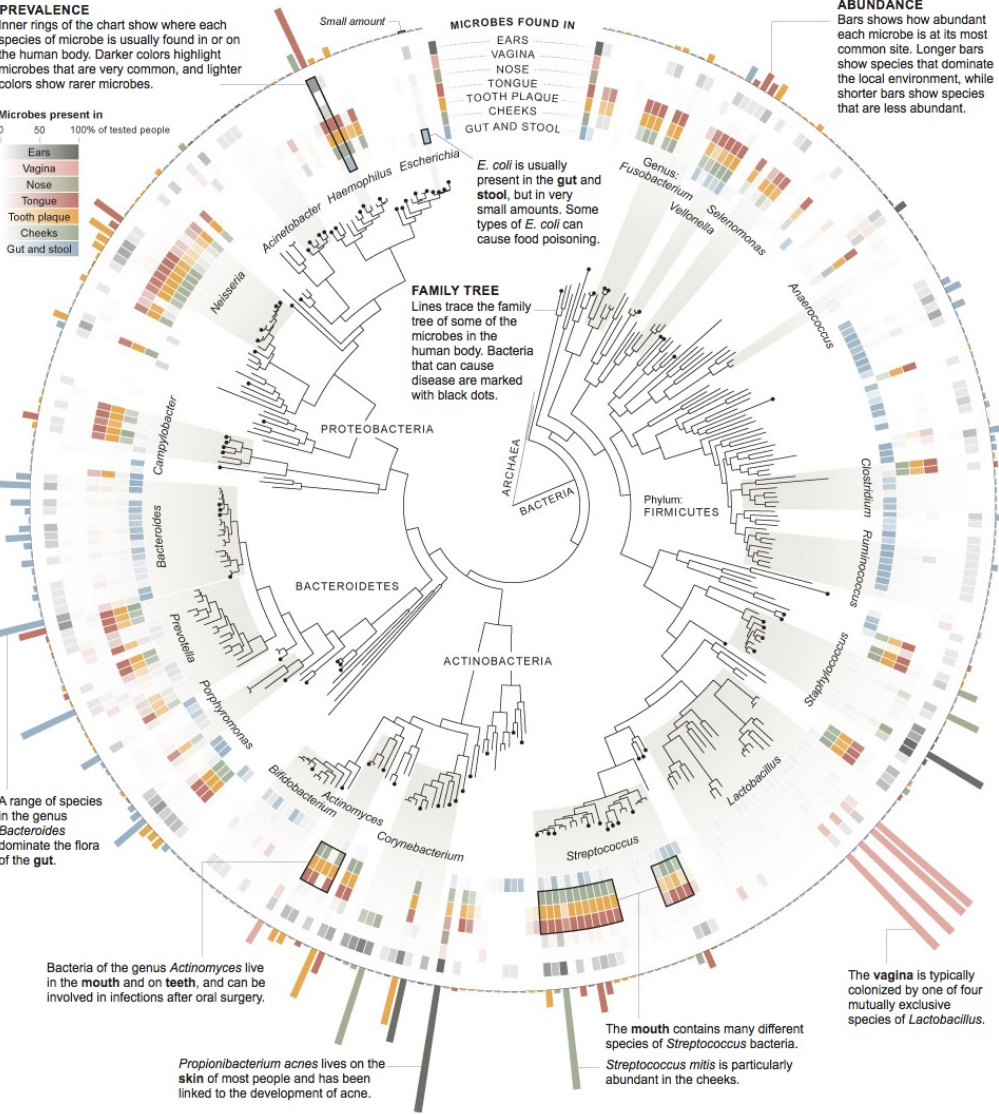 PREVALENCE
Inner rings of the chart show where each
species of microbe is usually found in or on
the human body. Darker colors highlight
microbes that are very common, and lighter
colors show rarer microbes.
Microbes present in
0 50 100% of tested people
Ears
Vagina
Nose
Tongue
Tooth plaque
Cheeks
Gut and stool
Small amount
MICROBES FOUND IN
EARS
VAGINA
NOSE
TONGUE
TOOTH PLAQUE
CHEEKS
GUT AND STOOL
ABUNDANCE
Bars shows how abundant
each microbe is at its most
common site. Longer bars
show species that dominate
the local environment, while
shorter bars show species
that are less abundant.
E. coli is usually
present in the gut and
stool, but in very
small amounts. Some
types of E. coli can
cause food poisoning.
FAMILY TREE
Lines trace the family
tree of some of the
microbes in the
human body. Bacteria
that can cause
disease are marked
with black dots.
Escherichia
Haemophilus
Acinetobacter
Neisseria
Campylobacter
Bacteroides
Prevotella
Porphyromonas
Bifidobacterium
Actinomyces
Corynebacterium
Streptococcus
Lactobacillus
Staphylococcus
Ruminococcus
Clostridium
Anaerococcus
Selenomonas
Vellonella
Genus:
Fusobacterium
PROTEOBACTERIA
BACTEROIDETES
ACTINOBACTERIA
Phylum:
FIRMICUTES
ARCHAEA
BACTERIA
A range of species
in the genus
Bacteroides
dominate the flora
of the gut.
Bacteria of the genus Actinomyces live
in the mouth and on teeth, and can be
involved in infections after oral surgery.
Propionibacterium acnes lives on the
skin of most people and has been
linked to the development of acne.
The mouth contains many different
species of Streptococcus bacteria.
Streptococcus mitis is particularly
abundant in the cheeks.
The vagina is typically
colonized by one of four
mutually exclusive
species of Lactobacillus.